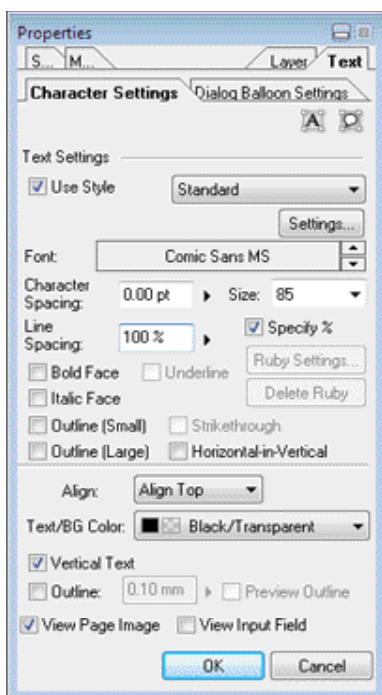 Properties
S... M... Layer Text
Character Settings Dialog Balloon Settings
A
Text Settings
Use Style Standard
Settings...
Font: Comic Sans MS
Character Spacing: 0.00 pt Size: 85
Line Spacing: 100 % Specify %
Bold Face Underline Ruby Settings...
Italic Face Delete Ruby
Outline (Small) Strikethrough
Outline (Large) Horizontal-in-Vertical
Align: Align Top
Text/BG Color: Black/Transparent
Vertical Text
Outline: 0.10 mm Preview Outline
View Page Image View Input Field
OK Cancel